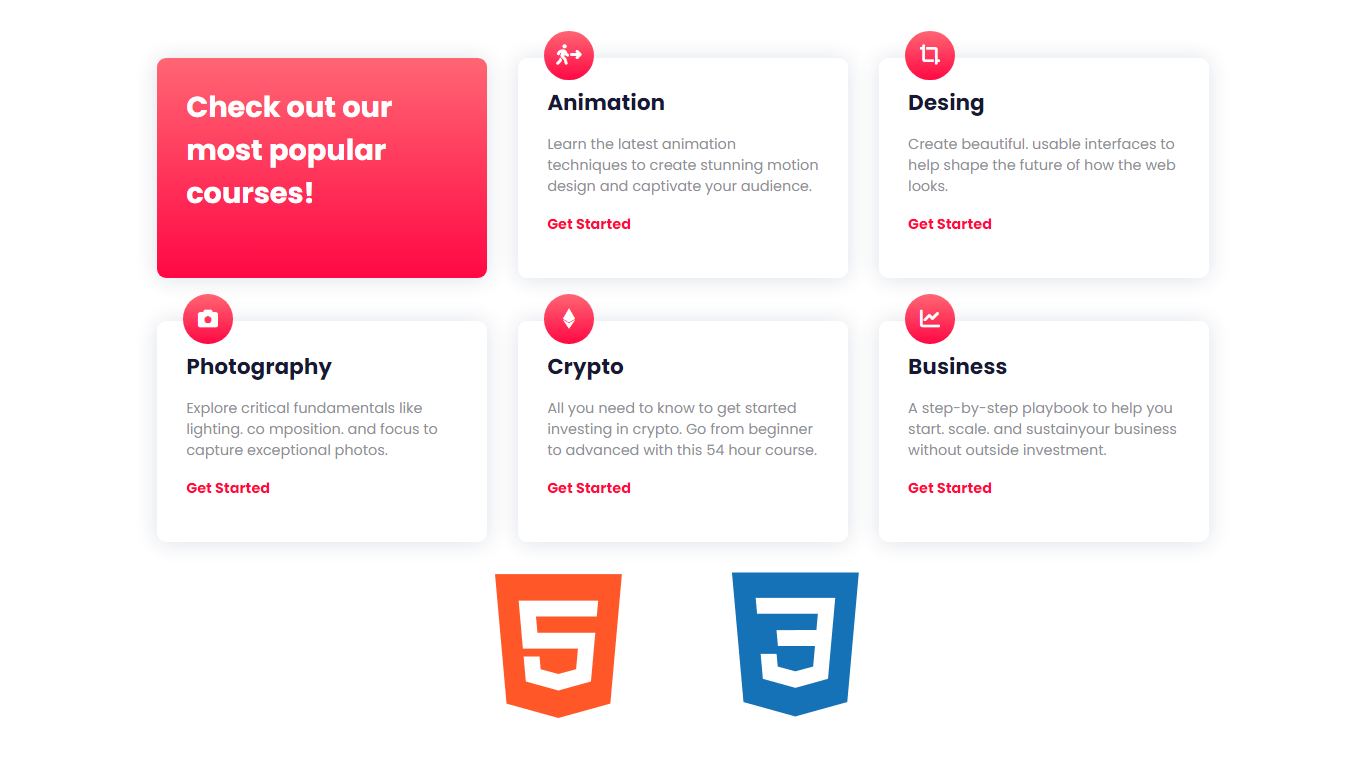 Check out our
most popular
courses!
Animation
Learn the latest animation
techniques to create stunning motion
design and captivate your audience.
Get Started
Desing
Create beautiful. usable interfaces to
help shape the future of how the web
looks.
Get Started
Photography
Explore critical fundamentals like
lighting. co mposition. and focus to
capture exceptional photos.
Get Started
Crypto
All you need to know to get started
investing in crypto. Go from beginner
to advanced with this 54 hour course.
Get Started
Business
A step-by-step playbook to help you
start. scale. and sustainyour business
without outside investment.
Get Started
5
3